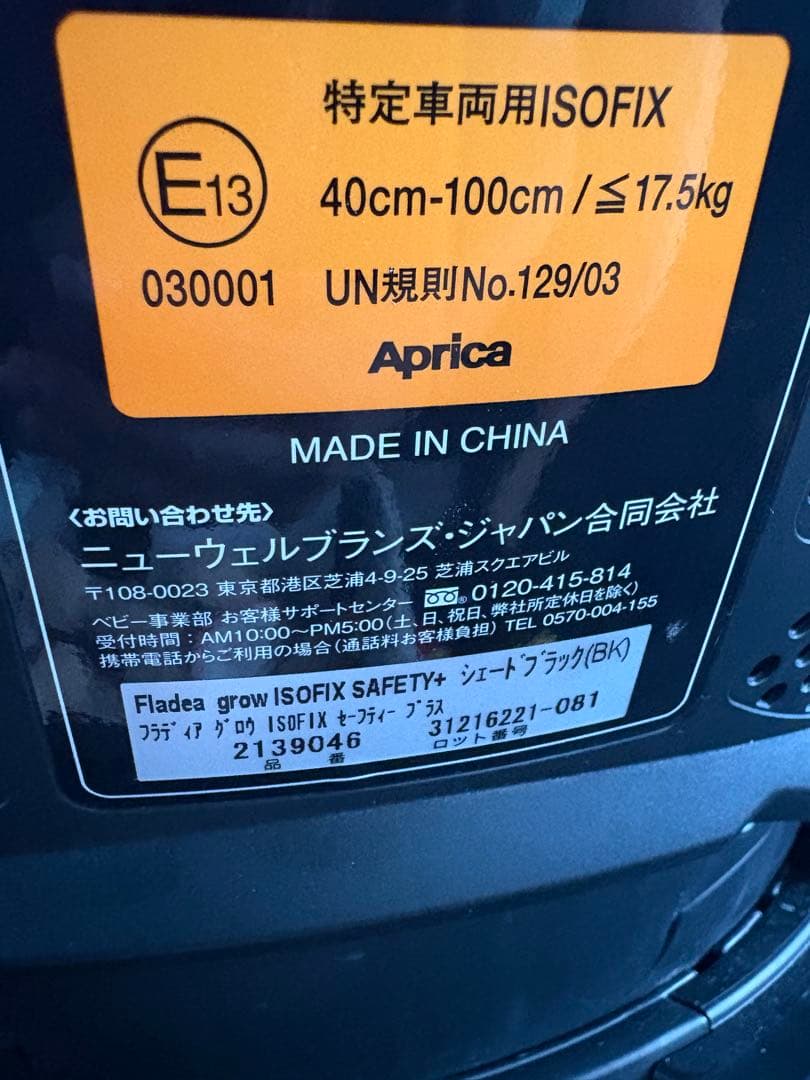 特定車両用ISOFIX
E13
40cm-100cm/≦17.5kg
030001 UN規則No.129/03
Aprica
MADE IN CHINA
〈お問い合わせ先〉
ニューウェルブランズ・ジャパン合同会社
〒108-0023 東京都港区芝浦4-9-25 芝浦スクエアビル
ベビー事業部 お客様サポートセンター 0120-415-814
受付時間：AM10:00〜PM5:00(土、日、祝日、弊社所定休日を除く)
携帯電話からご利用の場合(通話料お客様負担) TEL 0570-004-155
Fladea grow ISOFIX SAFETY+ シェードブラック(BK)
フラディア グロウ ISOFIX セーフティー プラス
2139046 31216221-081
品 番 ロット番号